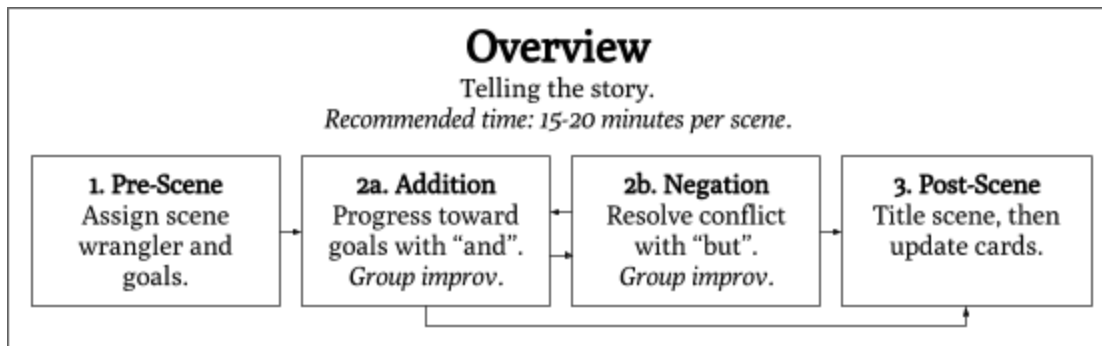 Overview
Telling the story.
Recommended time: 15-20 minutes per scene.
1. Pre-Scene
Assign scene
wrangler and
goals.
2a. Addition
Progress toward
goals with “and”.
Group improv.
2b. Negation
Resolve conflict
with “but”.
Group improv.
3. Post-Scene
Title scene, then
update cards.